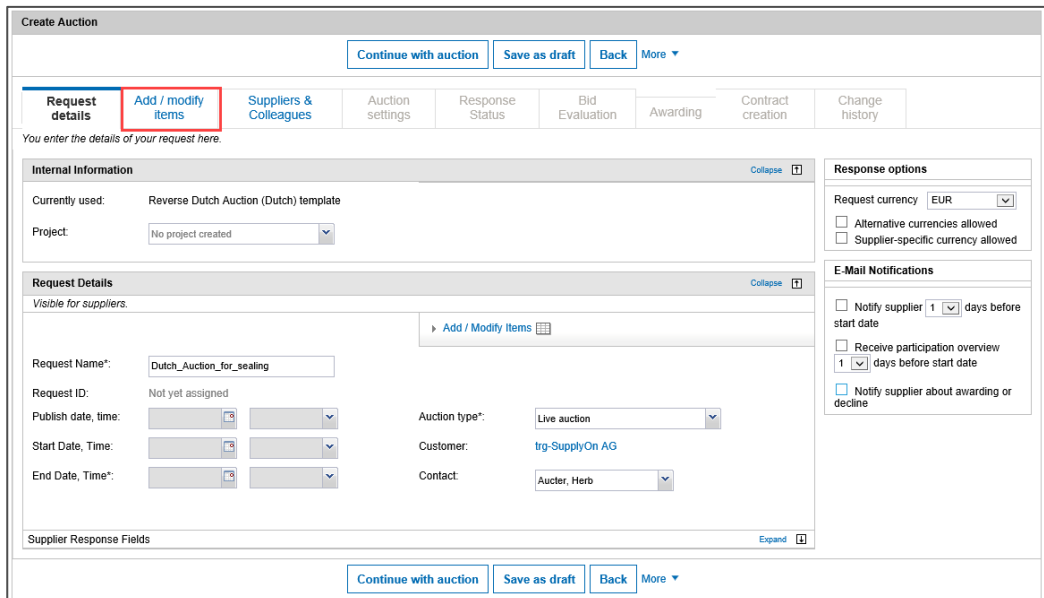 Create Auction
Continue with auction Save as draft Back More
Request details
Add / modify items
Suppliers & Colleagues
Auction settings
Response Status
Bid Evaluation
Awarding
Contract creation
Change history
You enter the details of your request here.
Internal Information Collapse
Currently used: Reverse Dutch Auction (Dutch) template
Project: No project created
Request Details Collapse
Visible for suppliers.
Add / Modify Items
Request Name*: Dutch_Auction_for_sealing
Request ID: Not yet assigned
Publish date, time: Auction type*: Live auction
Start Date, Time: Customer: trg-SupplyOn AG
End Date, Time*: Contact: Aucter, Herb
Supplier Response Fields Expand
Response options
Request currency EUR
Alternative currencies allowed
Supplier-specific currency allowed
E-Mail Notifications
Notify supplier 1 days before
start date
Receive participation overview
1 days before start date
Notify supplier about awarding or
decline
Continue with auction Save as draft Back More